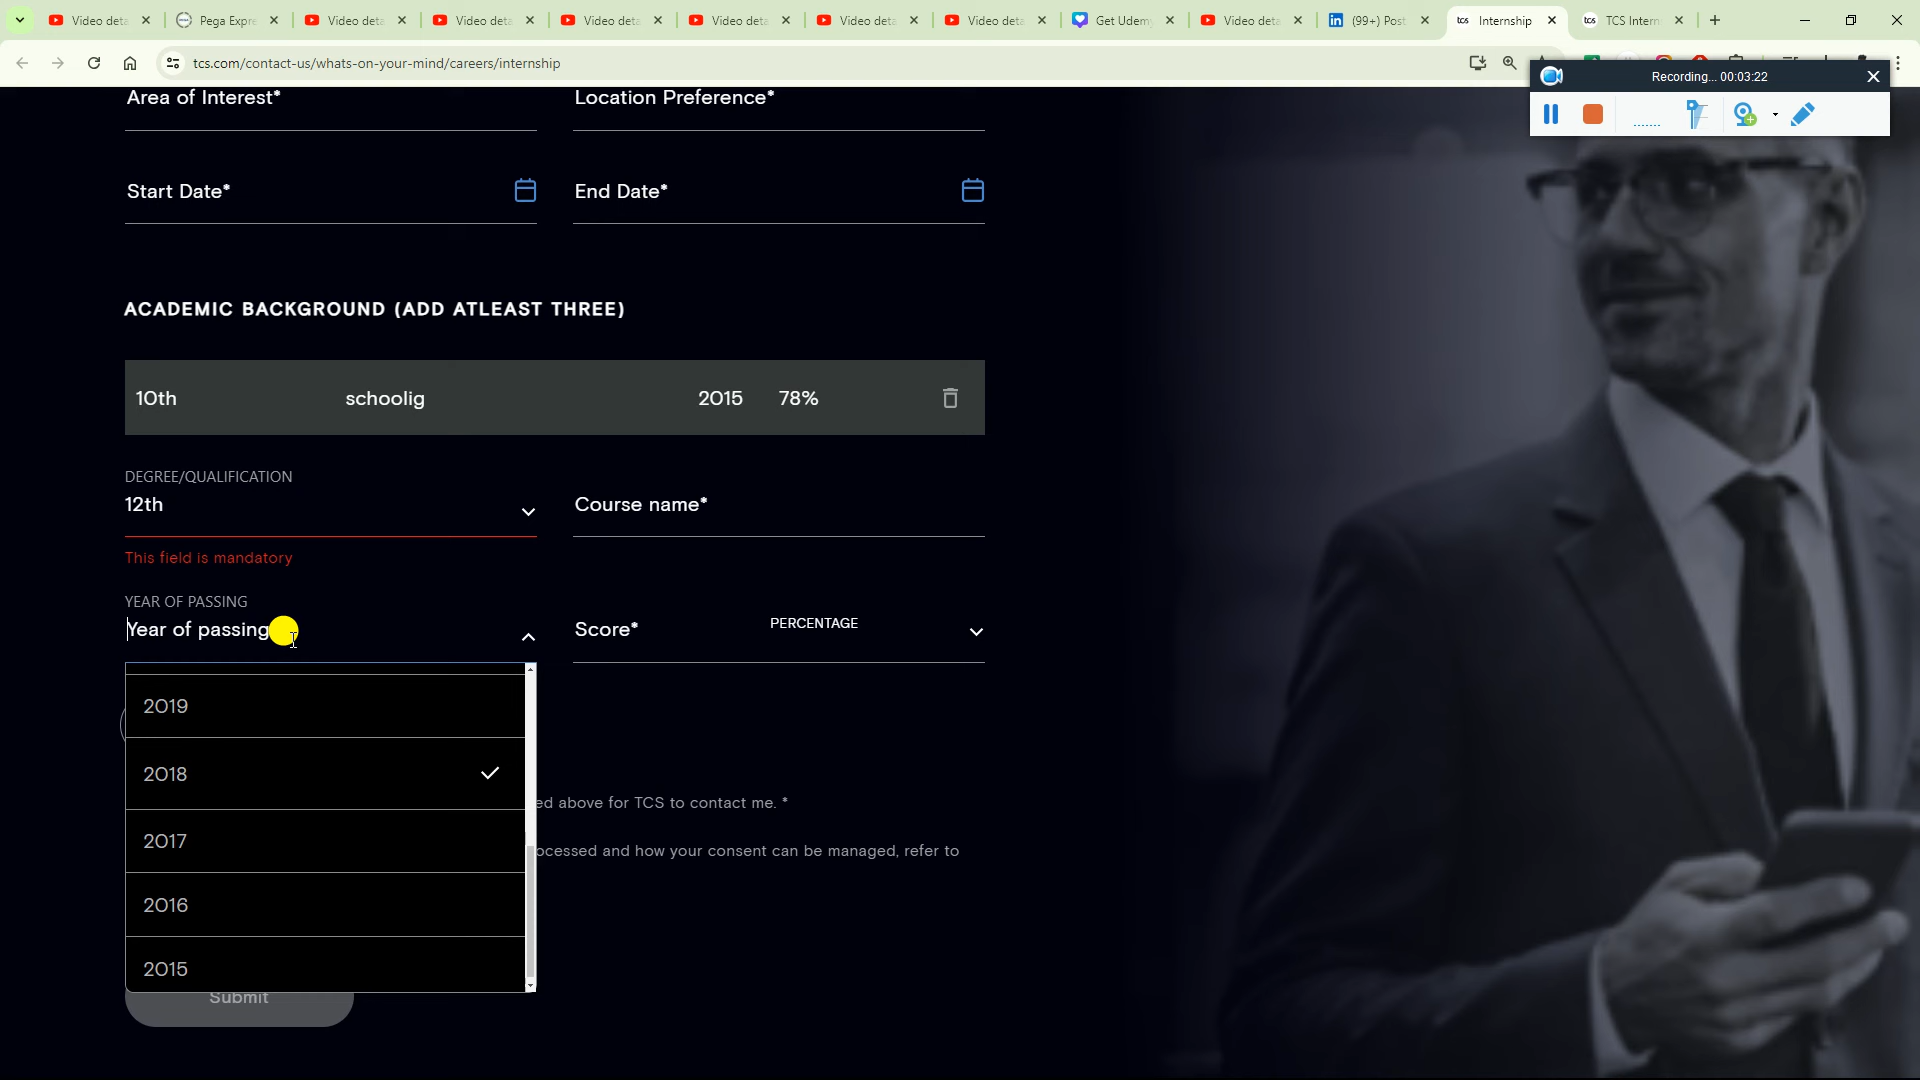 Video deta
Pega Expre
Video deta
Video deta
Video deta
Video deta
Video deta
Video deta
Get Udem
Video deta
(99+) Post
tcs Internship
tcs TCS Intern
tcs.com/contact-us/whats-on-your-mind/careers/internship
Recording... 00:03:22
Area of Interest*
Location Preference*
Start Date*
End Date*
ACADEMIC BACKGROUND (ADD ATLEAST THREE)
10th schoolig 2015 78%
DEGREE/QUALIFICATION
12th
Course name*
This field is mandatory
YEAR OF PASSING
Year of passing
Score*
PERCENTAGE
2019
2018
2017
2016
2015
ed above for TCS to contact me. *
ocessed and how your consent can be managed, refer to
Submit